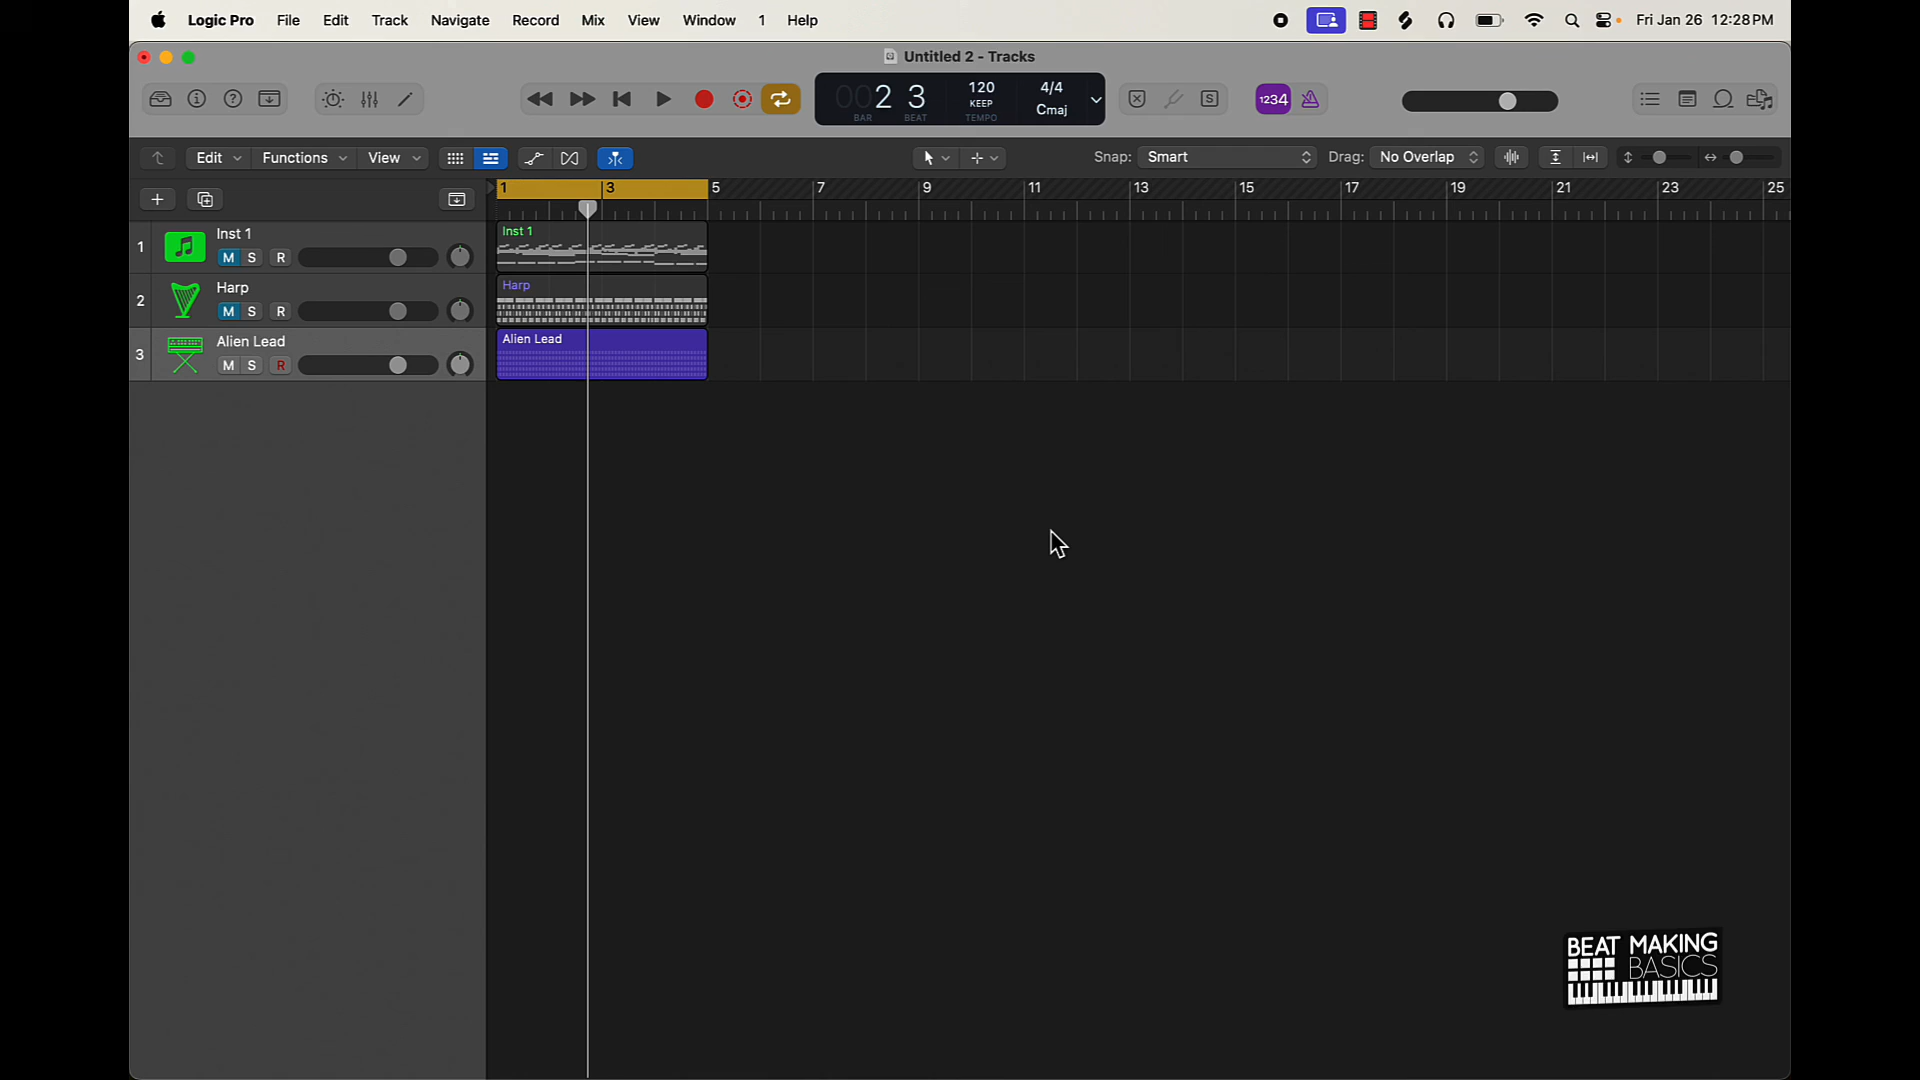 Logic Pro File Edit Track Navigate Record Mix View Window 1 Help Fri Jan 26 12:28 PM
Untitled 2 - Tracks
002 3 120 4/4
KEEP Cmaj
BAR BEAT TEMPO
S 1234
Edit Functions View Snap: Smart Drag: No Overlap
1 3 5 7 9 11 13 15 17 19 21 23 25
1 Inst 1 M S R Inst 1
2 Harp M S R Harp
3 Alien Lead M S R Alien Lead
BEAT MAKING
BASICS